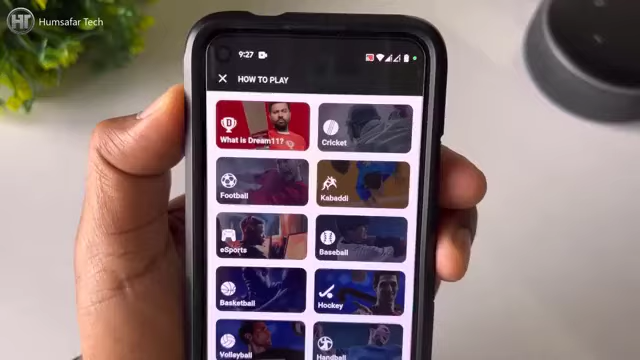 HT Humsafar Tech
9:27
HOW TO PLAY
What is Dream11?
Cricket
Football
Kabaddi
eSports
Baseball
Basketball
Hockey
Volleyball
Handball